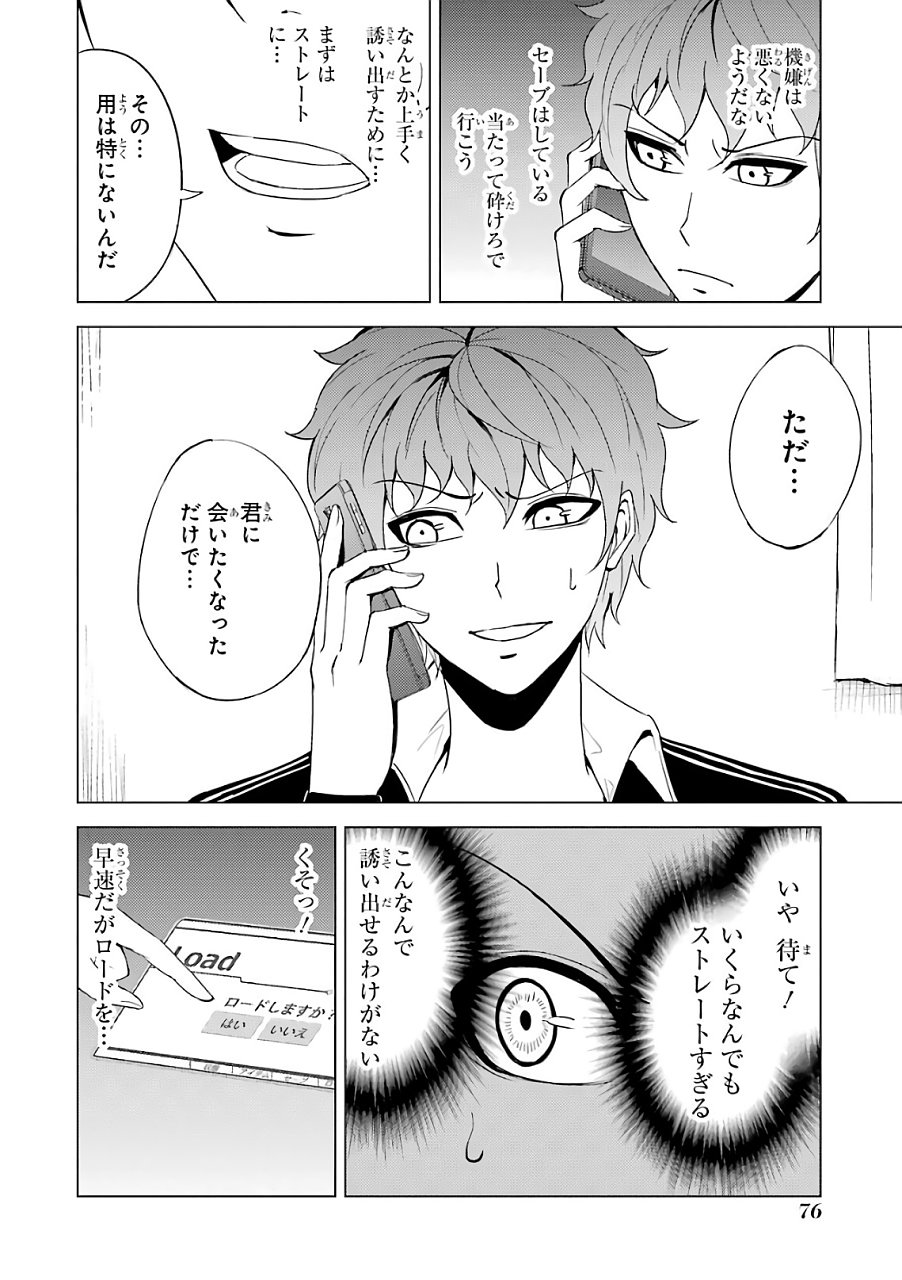 機嫌は
悪くない
ようだな
セーブはしている
当たって砕けろで
行こう
なんとか上手く
誘い出すために…
まずは
ストレート
に…
その…
用は特にないんだ
ただ…
君に
会いたくなった
だけで…
いや 待て！
いくらなんでも
ストレートすぎる
こんなんで
誘い出せるわけがない
くそっ！
早速だがロードを…
Load
ロードしますか？
はい いいえ
76